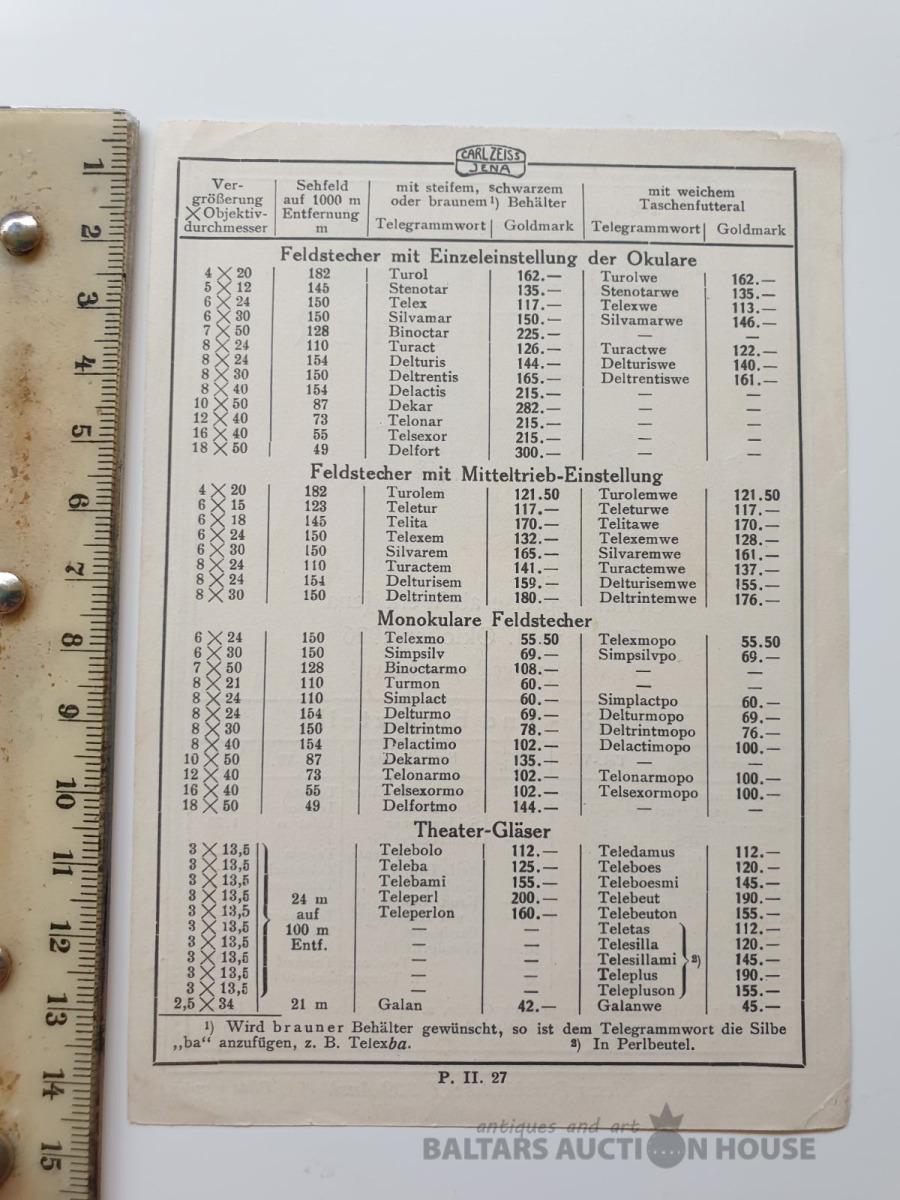 CARL ZEISS
JENA
Ver-
größerung
× Objektiv-
durchmesser
Sehfeld
auf 1000 m
Entfernung
m
mit steifem, schwarzem
oder braunem¹) Behälter
mit weichem
Taschenfutteral
Telegrammwort Goldmark Telegrammwort Goldmark
Feldstecher mit Einzeleinstellung der Okulare
4 × 20 182 Turol 162.— Turolwe 162.—
5 × 12 145 Stenotar 135.— Stenotarwe 135.—
6 × 24 150 Telex 117.— Telexwe 113.—
6 × 30 150 Silvamar 150.— Silvamarwe 146.—
7 × 50 128 Binoctar 225.— — —
8 × 24 110 Turact 126.— Turactwe 122.—
8 × 24 154 Delturis 144.— Delturiswe 140.—
8 × 30 150 Deltrentis 165.— Deltrentiswe 161.—
8 × 40 154 Delactis 215.— — —
10 × 50 87 Dekar 282.— — —
12 × 40 73 Telonar 215.— — —
16 × 40 55 Telsexor 215.— — —
18 × 50 49 Delfort 300.— — —
Feldstecher mit Mitteltrieb-Einstellung
4 × 20 182 Turolem 121.50 Turolemwe 121.50
6 × 15 123 Teletur 117.— Teleturwe 117.—
6 × 18 145 Telita 170.— Telitawe 170.—
6 × 24 150 Telexem 132.— Telexemwe 128.—
6 × 30 150 Silvarem 165.— Silvaremwe 161.—
8 × 24 110 Turactem 141.— Turactemwe 137.—
8 × 24 154 Delturisem 159.— Delturisemwe 155.—
8 × 30 150 Deltrintem 180.— Deltrintemwe 176.—
Monokulare Feldstecher
6 × 24 150 Telexmo 55.50 Telexmopo 55.50
6 × 30 150 Simpsilv 69.— Simpsilvpo 69.—
7 × 50 128 Binoctarmo 108.— — —
8 × 21 110 Turmon 60.— — —
8 × 24 110 Simplact 60.— Simplactpo 60.—
8 × 24 154 Delturmo 69.— Delturmopo 69.—
8 × 30 150 Deltrintmo 78.— Deltrintmopo 76.—
8 × 40 154 Delactimo 102.— Delactimopo 100.—
10 × 50 87 Dekarmo 135.— — —
12 × 40 73 Telonarmo 102.— Telonarmopo 100.—
16 × 40 55 Telsexormo 102.— Telsexormopo 100.—
18 × 50 49 Delfortmo 144.— — —
Theater-Gläser
3 × 13,5 Telebolo 112.— Teledamus 112.—
3 × 13,5 Teleba 125.— Teleboes 120.—
3 × 13,5 Telebami 155.— Teleboesmi 145.—
3 × 13,5 24 m Teleperl 200.— Telebeut 190.—
3 × 13,5 auf Teleperlon 160.— Telebeuton 155.—
3 × 13,5 100 m — — Teletas 112.—
3 × 13,5 Entf. — — Telesilla 120.—
3 × 13,5 — — Telesillami ²) 145.—
3 × 13,5 — — Teleplus 190.—
3 × 13,5 — — Telepluson 155.—
2,5 × 34 21 m Galan 42.— Galanwe 45.—
¹) Wird brauner Behälter gewünscht, so ist dem Telegrammwort die Silbe
„ba“ anzufügen, z. B. Telexba. ²) In Perlbeutel.
P. II. 27
1
2
3
4
5
6
7
8
9
10
11
12
13
14
15
antiques and art
BALTARS AUCTION HOUSE